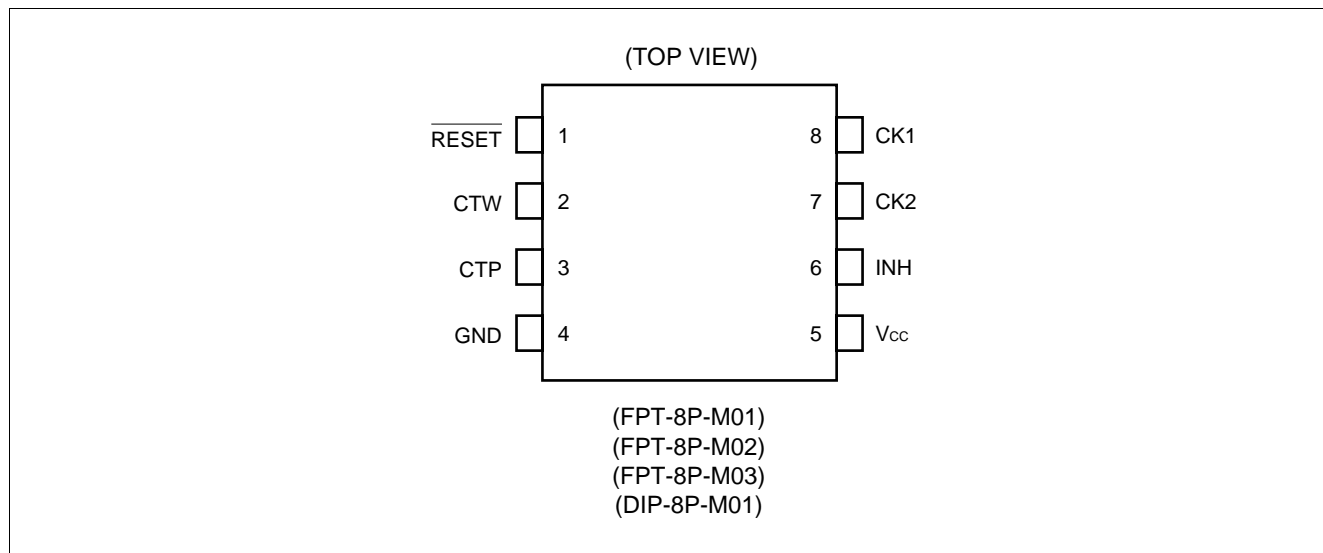 (TOP VIEW)
RESET 1 8 CK1
CTW 2 7 CK2
CTP 3 6 INH
GND 4 5 VCC
(FPT-8P-M01)
(FPT-8P-M02)
(FPT-8P-M03)
(DIP-8P-M01)